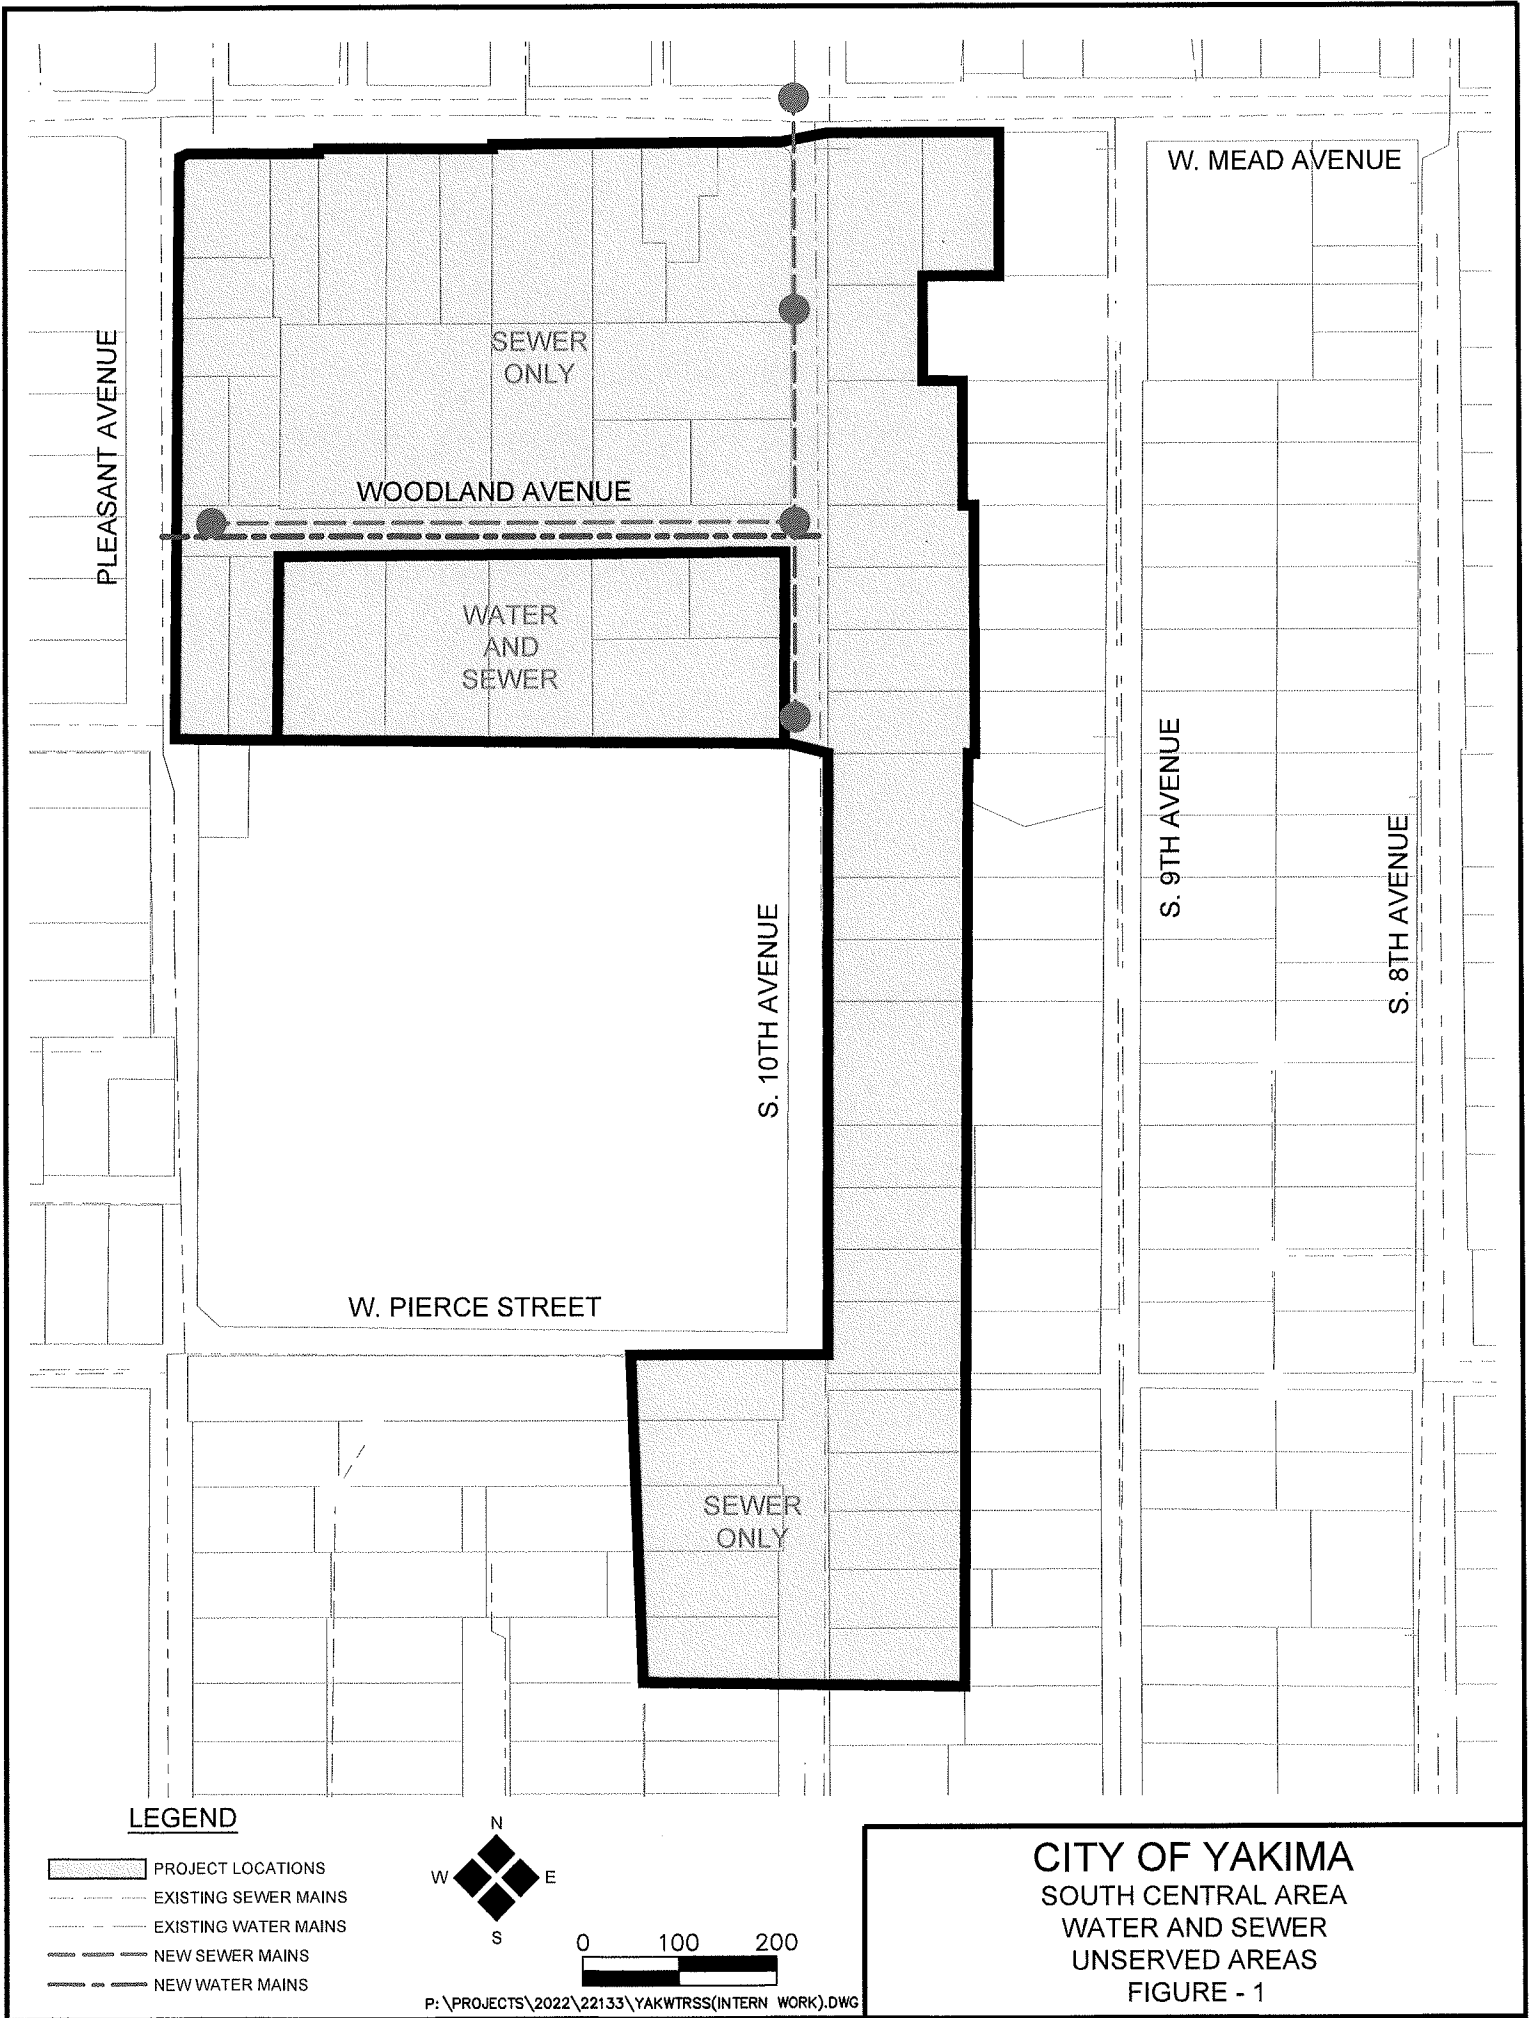 W. MEAD AVENUE
PLEASANT AVENUE
SEWER
ONLY
WOODLAND AVENUE
WATER
AND
SEWER
S. 9TH AVENUE
S. 8TH AVENUE
S. 10TH AVENUE
W. PIERCE STREET
SEWER
ONLY
LEGEND
PROJECT LOCATIONS
EXISTING SEWER MAINS
EXISTING WATER MAINS
NEW SEWER MAINS
NEW WATER MAINS
N
W E
S
0 100 200
P:\PROJECTS\2022\22133\YAKWTRSS(INTERN WORK).DWG
CITY OF YAKIMA
SOUTH CENTRAL AREA
WATER AND SEWER
UNSERVED AREAS
FIGURE - 1